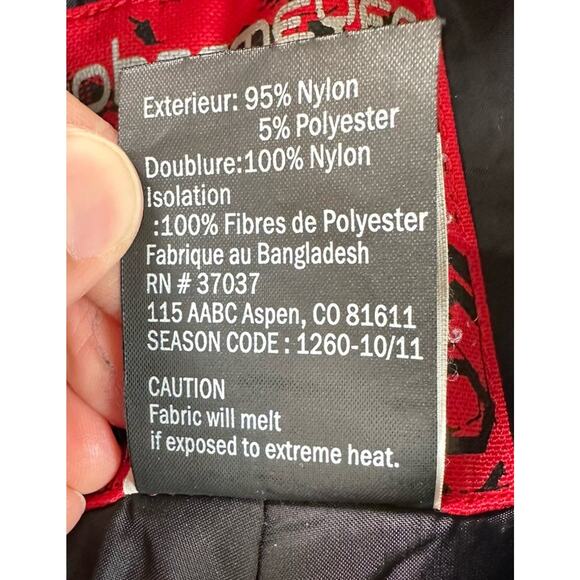 obermeyer
Exterieur: 95% Nylon
5% Polyester
Doublure:100% Nylon
Isolation
:100% Fibres de Polyester
Fabrique au Bangladesh
RN # 37037
115 AABC Aspen, CO 81611
SEASON CODE : 1260-10/11
CAUTION
Fabric will melt
if exposed to extreme heat.